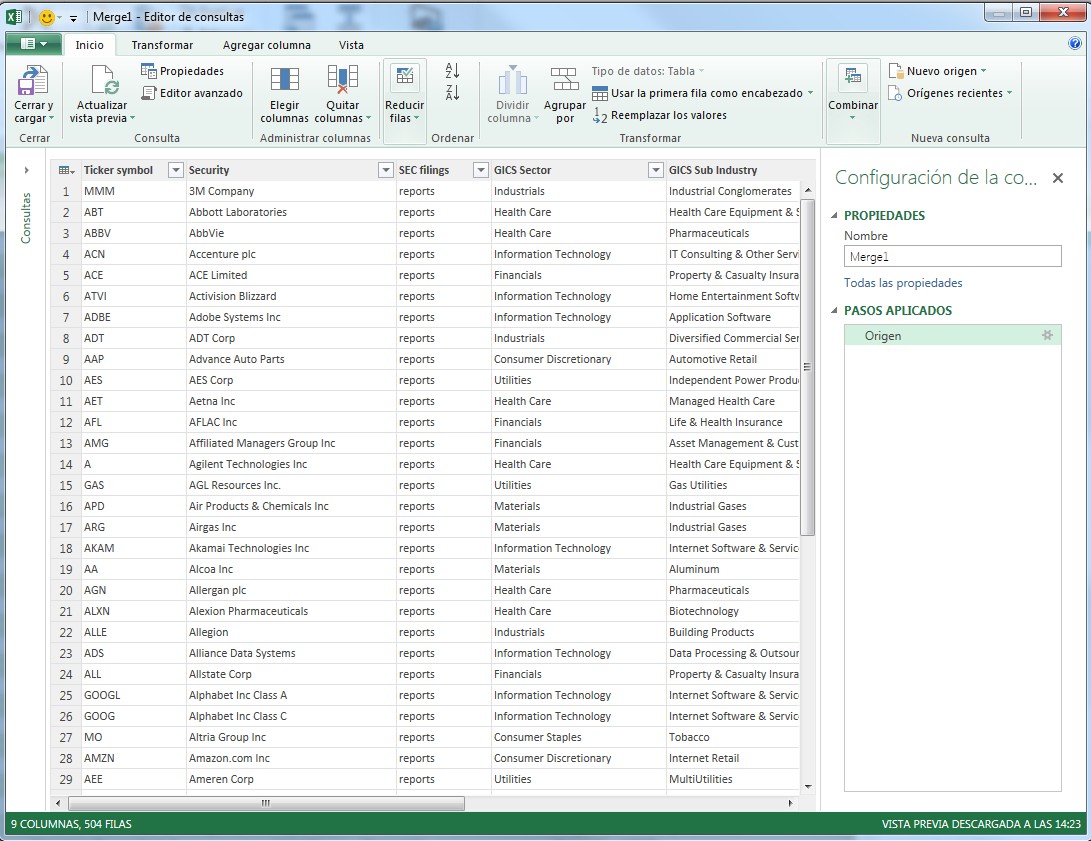 Merge1 - Editor de consultas
Inicio Transformar Agregar columna Vista
Cerrar y cargar
Cerrar
Actualizar vista previa
Propiedades
Editor avanzado
Consulta
Elegir columnas
Quitar columnas
Administrar columnas
Reducir filas
A Z
Z A
Ordenar
Dividir columna
Agrupar por
Tipo de datos: Tabla
Usar la primera fila como encabezado
1 2 Reemplazar los valores
Transformar
Combinar
Nuevo origen
Orígenes recientes
Nueva consulta
Consultas
Ticker symbol Security SEC filings GICS Sector GICS Sub Industry
1 MMM 3M Company reports Industrials Industrial Conglomerates
2 ABT Abbott Laboratories reports Health Care Health Care Equipment & S
3 ABBV AbbVie reports Health Care Pharmaceuticals
4 ACN Accenture plc reports Information Technology IT Consulting & Other Servi
5 ACE ACE Limited reports Financials Property & Casualty Insura
6 ATVI Activision Blizzard reports Information Technology Home Entertainment Softw
7 ADBE Adobe Systems Inc reports Information Technology Application Software
8 ADT ADT Corp reports Industrials Diversified Commercial Ser
9 AAP Advance Auto Parts reports Consumer Discretionary Automotive Retail
10 AES AES Corp reports Utilities Independent Power Produ
11 AET Aetna Inc reports Health Care Managed Health Care
12 AFL AFLAC Inc reports Financials Life & Health Insurance
13 AMG Affiliated Managers Group Inc reports Financials Asset Management & Cust
14 A Agilent Technologies Inc reports Health Care Health Care Equipment & S
15 GAS AGL Resources Inc. reports Utilities Gas Utilities
16 APD Air Products & Chemicals Inc reports Materials Industrial Gases
17 ARG Airgas Inc reports Materials Industrial Gases
18 AKAM Akamai Technologies Inc reports Information Technology Internet Software & Servic
19 AA Alcoa Inc reports Materials Aluminum
20 AGN Allergan plc reports Health Care Pharmaceuticals
21 ALXN Alexion Pharmaceuticals reports Health Care Biotechnology
22 ALLE Allegion reports Industrials Building Products
23 ADS Alliance Data Systems reports Information Technology Data Processing & Outsour
24 ALL Allstate Corp reports Financials Property & Casualty Insura
25 GOOGL Alphabet Inc Class A reports Information Technology Internet Software & Servic
26 GOOG Alphabet Inc Class C reports Information Technology Internet Software & Servic
27 MO Altria Group Inc reports Consumer Staples Tobacco
28 AMZN Amazon.com Inc reports Consumer Discretionary Internet Retail
29 AEE Ameren Corp reports Utilities MultiUtilities
Configuración de la co...
PROPIEDADES
Nombre
Merge1
Todas las propiedades
PASOS APLICADOS
Origen
9 COLUMNAS, 504 FILAS
VISTA PREVIA DESCARGADA A LAS 14:23